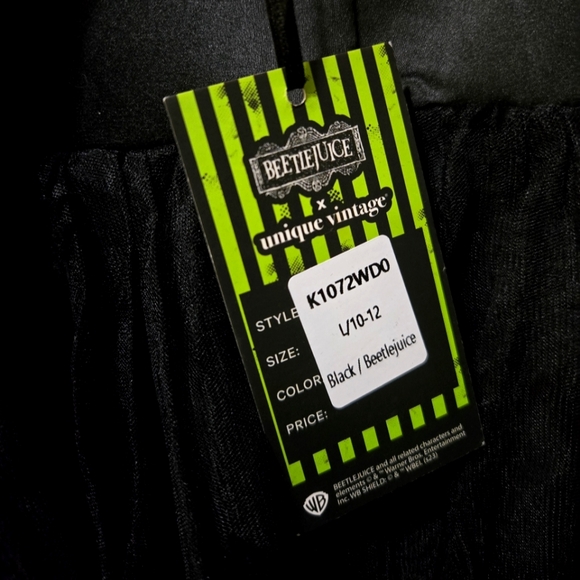 BEETLEJUICE
x
unique vintage®
STYLE K1072WD0
SIZE: L/10-12
COLOR Black / Beetlejuice
PRICE:
BEETLEJUICE and all related characters and
elements © & ™ Warner Bros. Entertainment
Inc. WB SHIELD: © & ™ WBEI. (s23)
WB